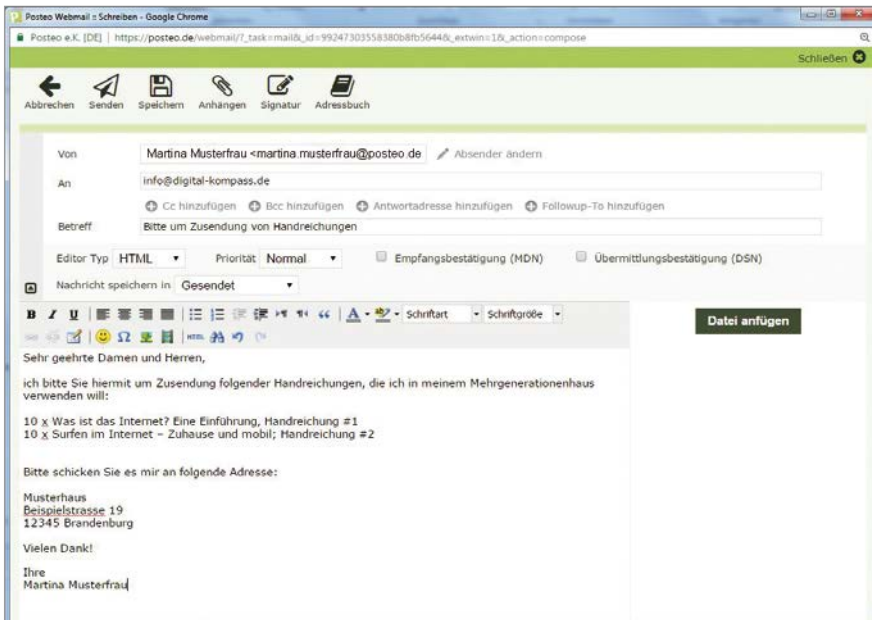 Posteo Webmail :: Schreiben - Google Chrome
Posteo e.K. [DE] | https://posteo.de/webmail/?_task=mail&_id=99247303558380b8fb5644&_extwin=1&_action=compose
Schließen
Abbrechen Senden Speichern Anhängen Signatur Adressbuch
Von Martina Musterfrau <martina.musterfrau@posteo.de Absender ändern
An info@digital-kompass.de
Cc hinzufügen Bcc hinzufügen Antwortadresse hinzufügen Followup-To hinzufügen
Betreff Bitte um Zusendung von Handreichungen
Editor Typ HTML Priorität Normal Empfangsbestätigung (MDN) Übermittlungsbestätigung (DSN)
Nachricht speichern in Gesendet
B I U A Schriftart Schriftgröße
Ω HTML
Datei anfügen
Sehr geehrte Damen und Herren,
ich bitte Sie hiermit um Zusendung folgender Handreichungen, die ich in meinem Mehrgenerationenhaus
verwenden will:
10 x Was ist das Internet? Eine Einführung, Handreichung #1
10 x Surfen im Internet – Zuhause und mobil; Handreichung #2
Bitte schicken Sie es mir an folgende Adresse:
Musterhaus
Beispielstrasse 19
12345 Brandenburg
Vielen Dank!
Ihre
Martina Musterfrau